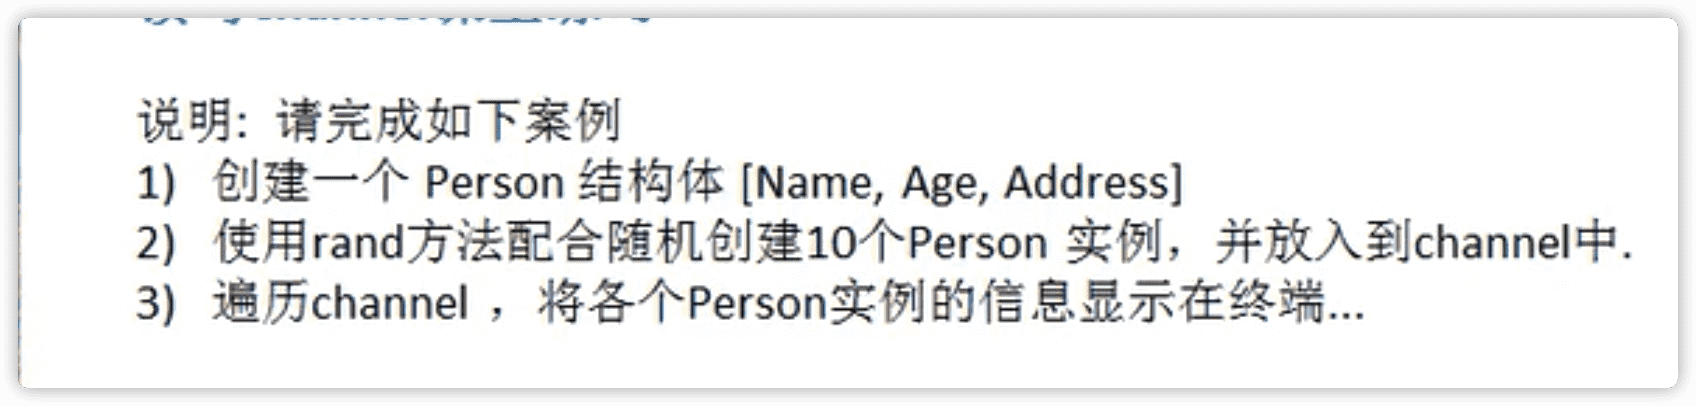 说明: 请完成如下案例
1) 创建一个 Person 结构体 [Name, Age, Address]
2) 使用rand方法配合随机创建10个Person 实例，并放入到channel中.
3) 遍历channel ，将各个Person实例的信息显示在终端...